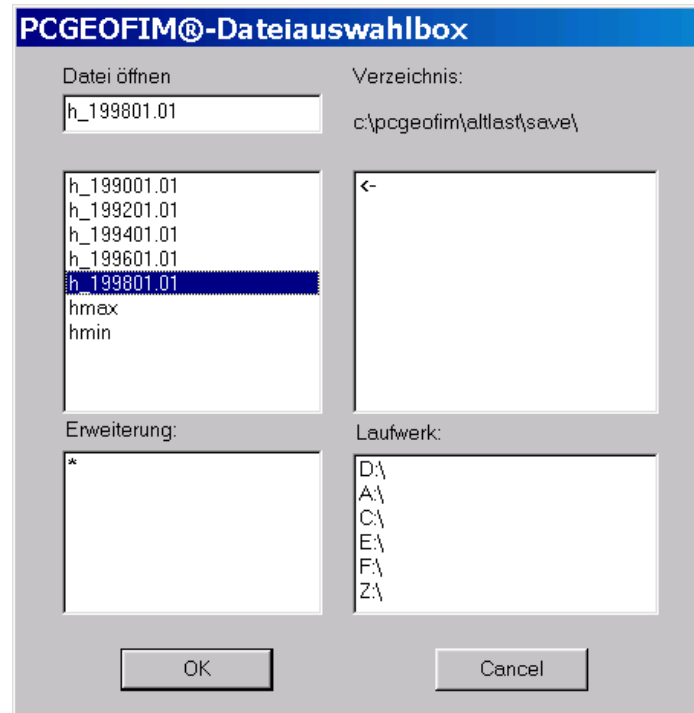 PCGEOFIM®-Dateiauswahlbox
Datei öffnen
h_199801.01
Verzeichnis:
c:\pcgeofim\altlast\save\
h_199001.01
h_199201.01
h_199401.01
h_199601.01
h_199801.01
hmax
hmin
<-
Erweiterung:
*
Laufwerk:
D:\
A:\
C:\
E:\
F:\
Z:\
OK
Cancel